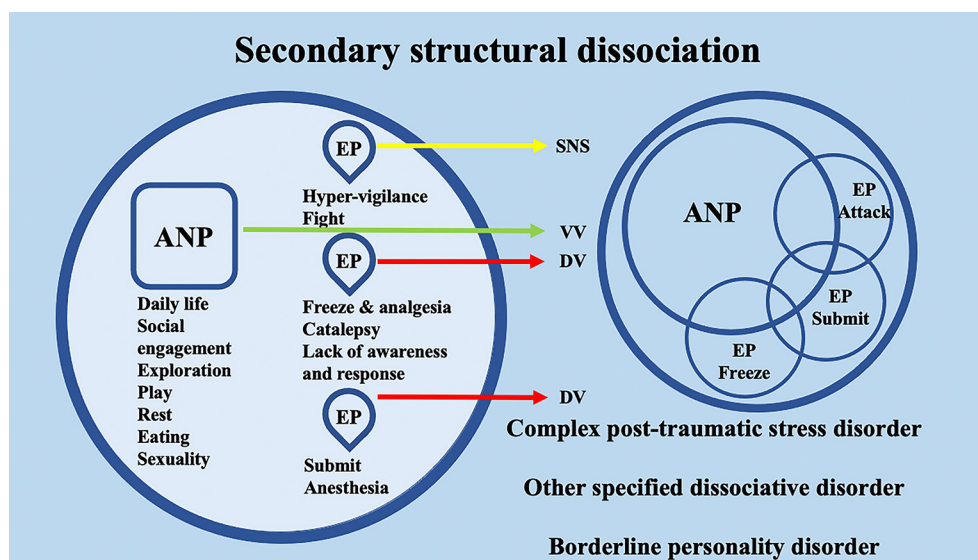 Secondary structural dissociation
EP
Hyper-vigilance
Fight
SNS
ANP
VV
EP
DV
Daily life
Social
engagement
Exploration
Play
Rest
Eating
Sexuality
Freeze & analgesia
Catalepsy
Lack of awareness
and response
EP
DV
Submit
Anesthesia
ANP
EP
Attack
EP
Submit
EP
Freeze
Complex post-traumatic stress disorder
Other specified dissociative disorder
Borderline personality disorder